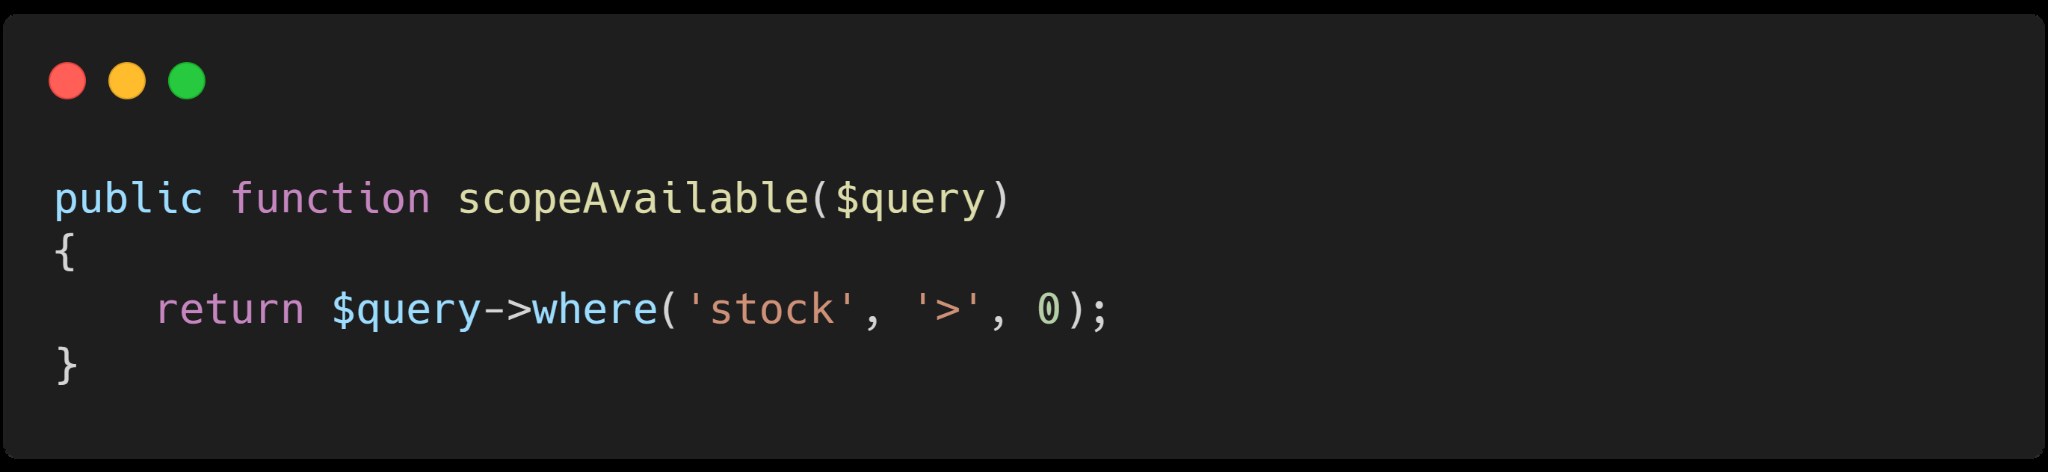 public function scopeAvailable($query)
{
    return $query->where('stock', '>', 0);
}